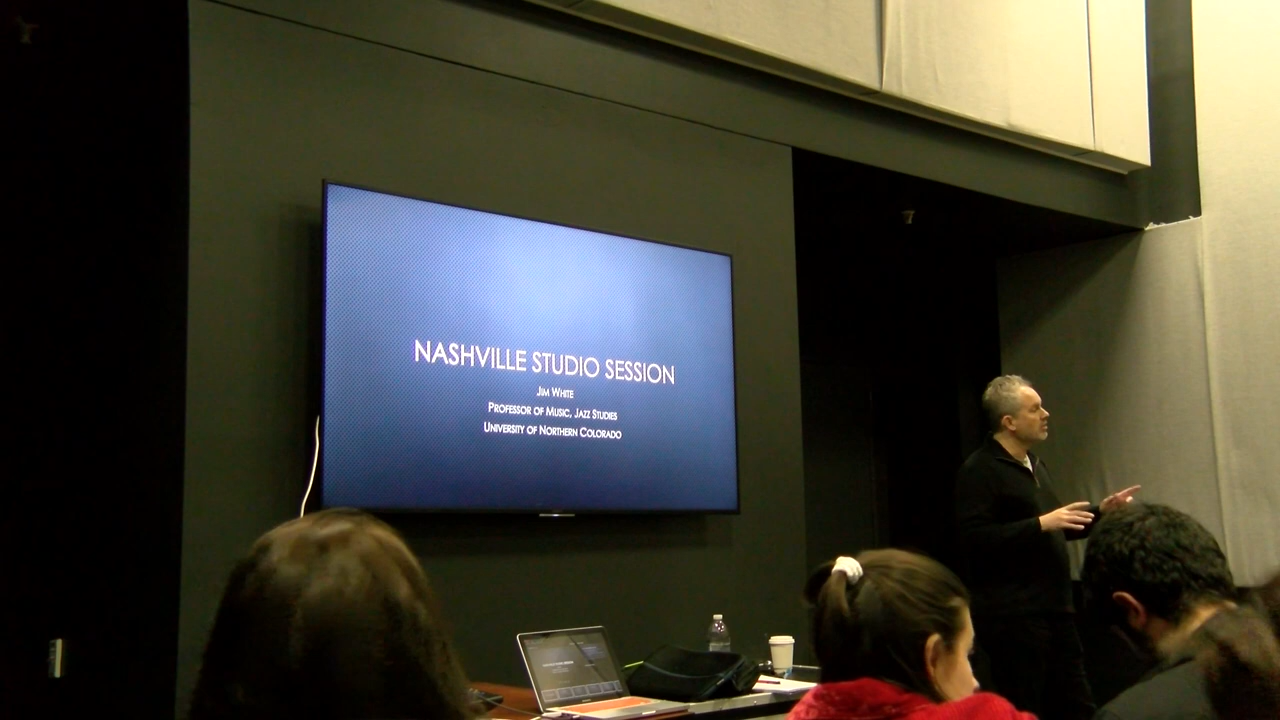 NASHVILLE STUDIO SESSION
JIM WHITE
PROFESSOR OF MUSIC, JAZZ STUDIES
UNIVERSITY OF NORTHERN COLORADO